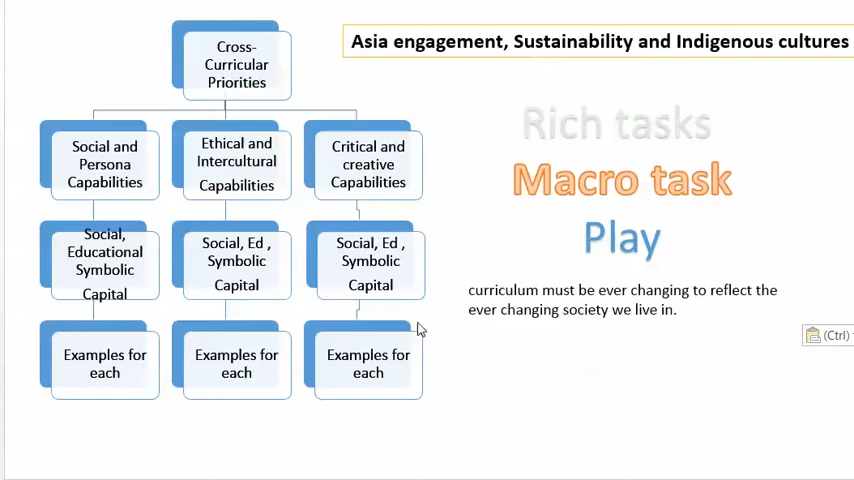 Cross-
Curricular
Priorities
Asia engagement, Sustainability and Indigenous cultures
Social and
Persona
Capabilities
Ethical and
Intercultural
Capabilities
Critical and
creative
Capabilities
Social,
Educational
Symbolic
Capital
Social, Ed ,
Symbolic
Capital
Social, Ed ,
Symbolic
Capital
Examples for
each
Examples for
each
Examples for
each
Rich tasks
Macro task
Play
curriculum must be ever changing to reflect the
ever changing society we live in.
(Ctrl)